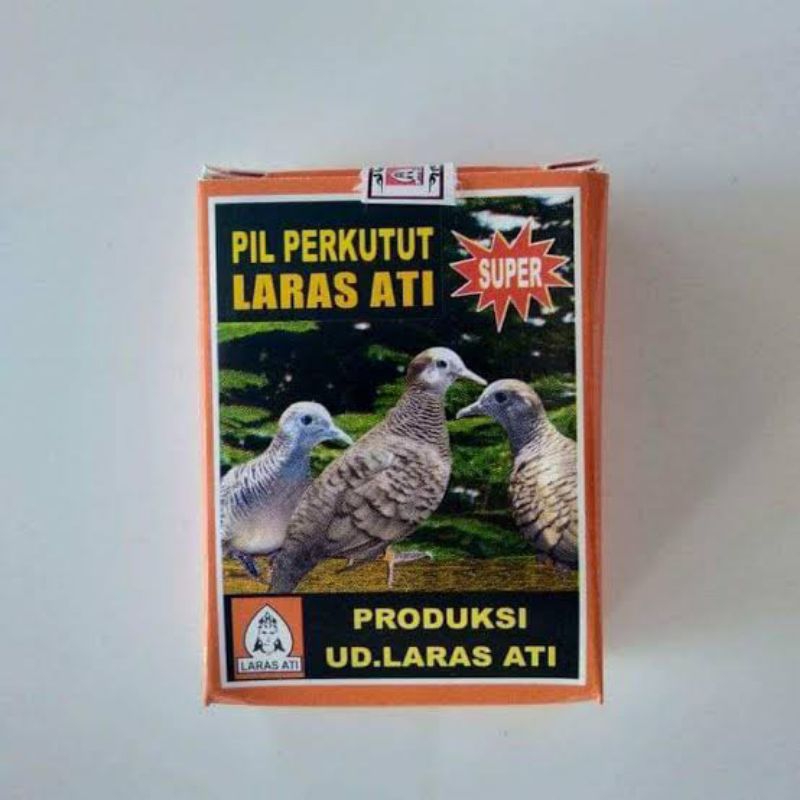 PIL PERKUTUT
LARAS ATI
SUPER
PRODUKSI
UD.LARAS ATI
LARAS ATI